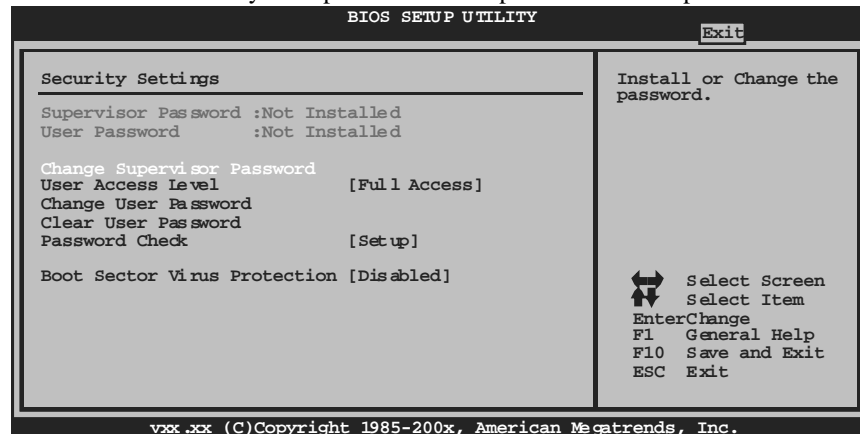 BIOS SETUP UTILITY
Exit
Security Settings
Supervisor Password :Not Installed
User Password :Not Installed
Change Supervisor Password
User Access Level [Full Access]
Change User Password
Clear User Password
Password Check [Setup]
Boot Sector Virus Protection [Disabled]
Install or Change the
password.
Select Screen
Select Item
EnterChange
F1 General Help
F10 Save and Exit
ESC Exit
vxx.xx (C)Copyright 1985-200x, American Megatrends, Inc.